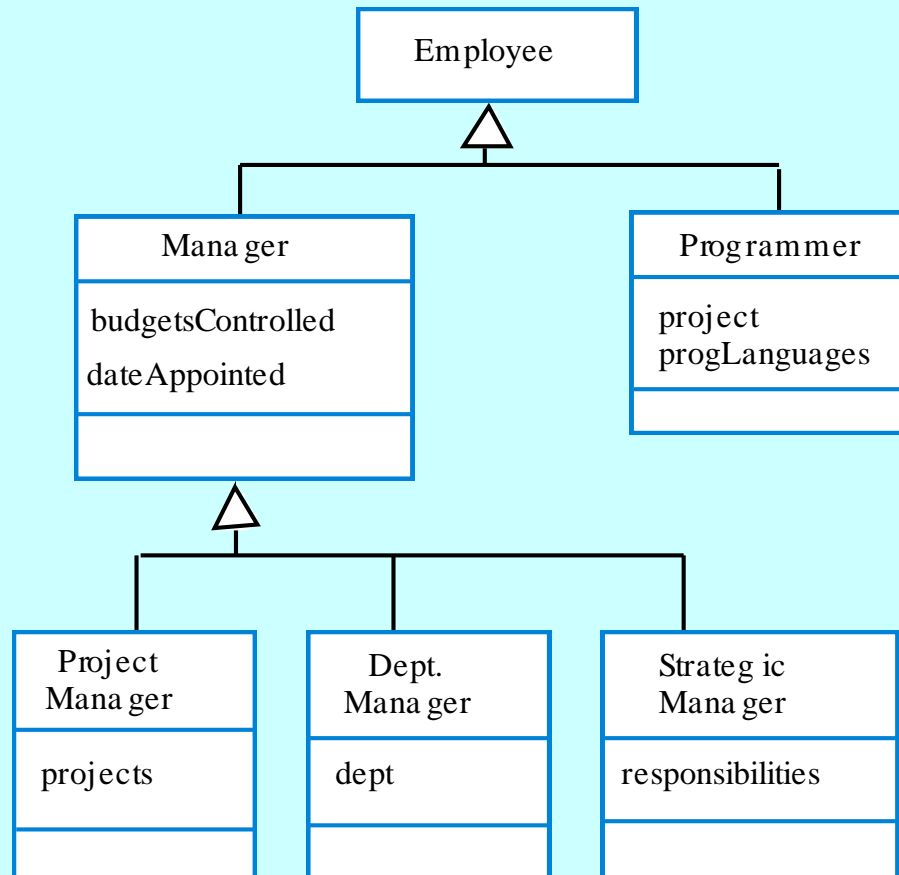 Employee
Manager
budgetsControlled
dateAppointed
Programmer
project
progLanguages
Project
Manager
projects
Dept.
Manager
dept
Strategic
Manager
responsibilities